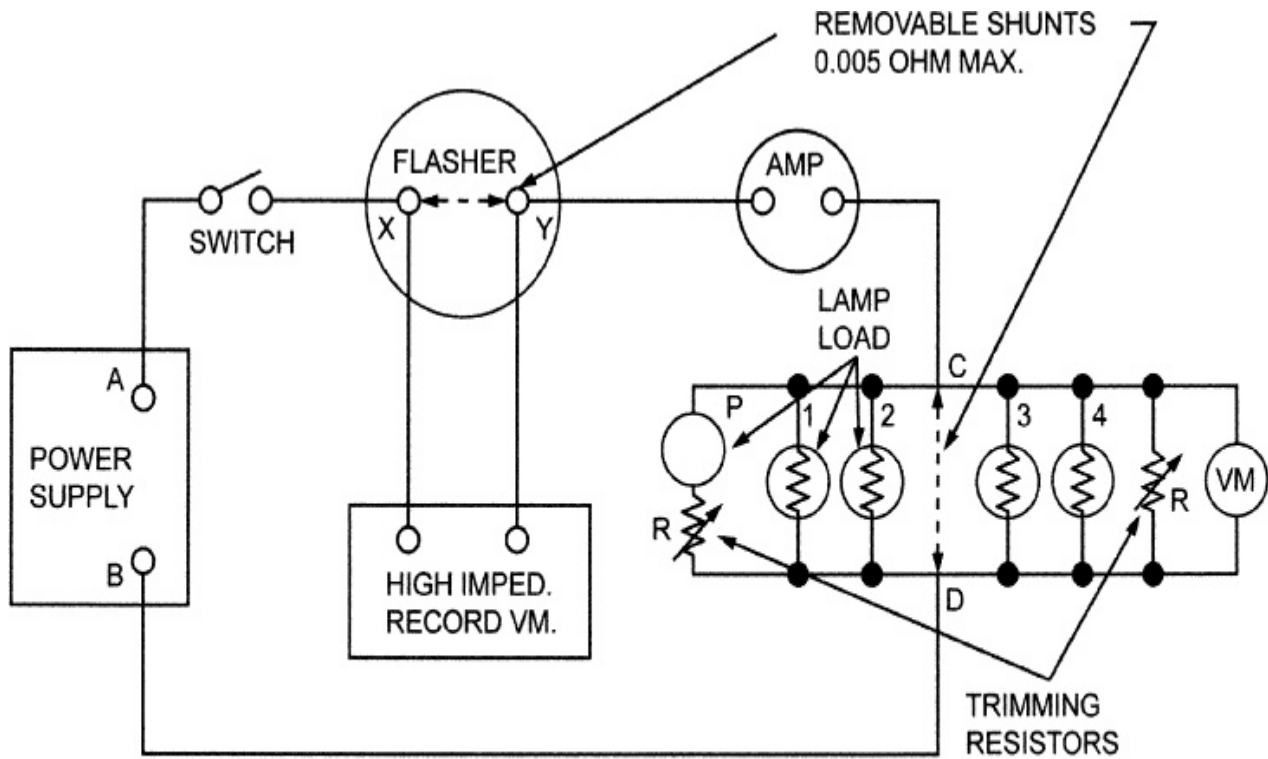 REMOVABLE SHUNTS
0.005 OHM MAX.
FLASHER
X
Y
AMP
SWITCH
LAMP
LOAD
A
POWER
SUPPLY
B
HIGH IMPED.
RECORD VM.
C
P
1
2
3
4
R
R
VM
D
TRIMMING
RESISTORS